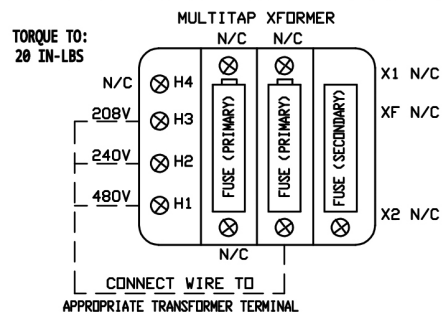 MULTITAP XFORMER
TORQUE TO:
20 IN-LBS
N/C N/C
N/C H4
208V H3
240V H2
480V H1
FUSE (PRIMARY)
FUSE (PRIMARY)
FUSE (SECONDARY)
X1 N/C
XF N/C
X2 N/C
N/C
CONNECT WIRE TO
APPROPRIATE TRANSFORMER TERMINAL